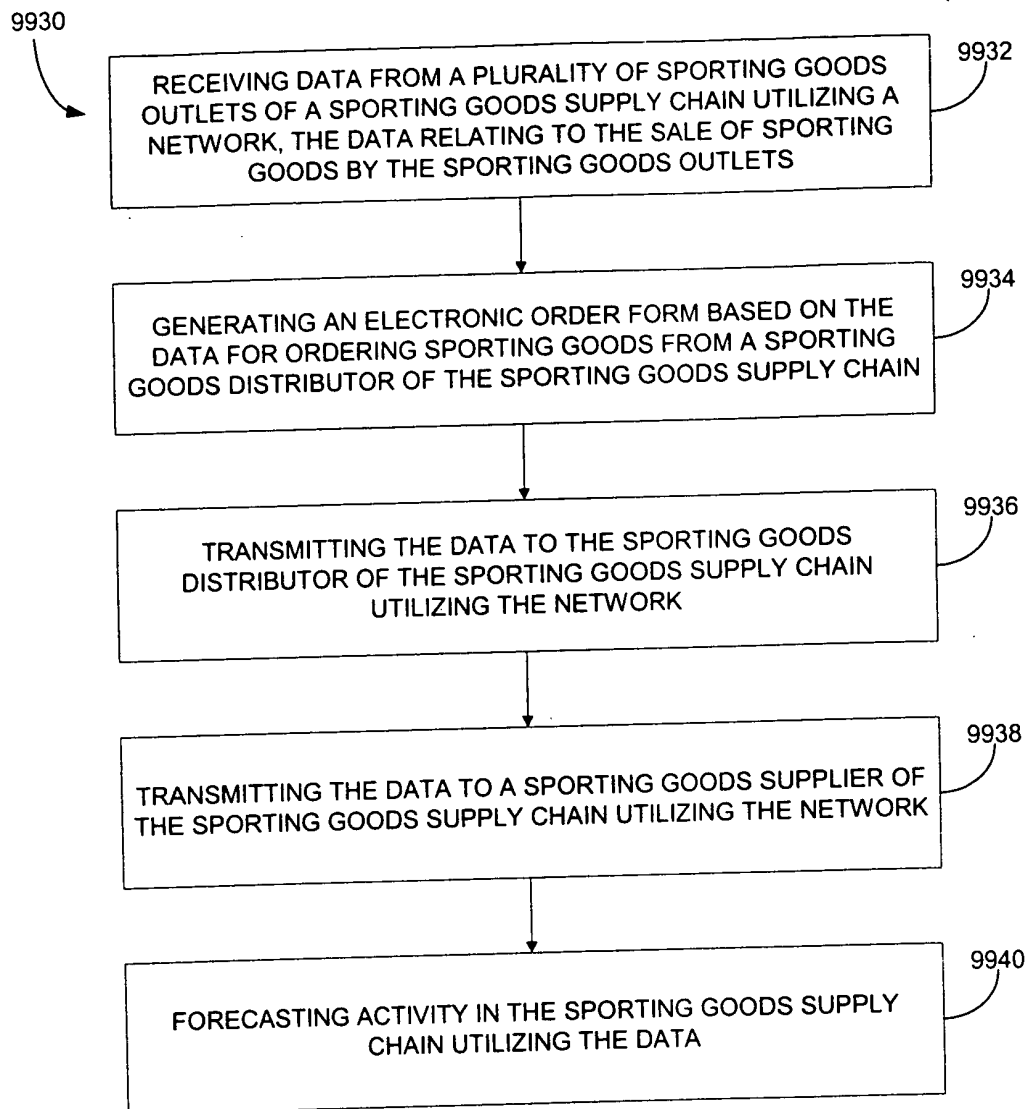 9930
9932
RECEIVING DATA FROM A PLURALITY OF SPORTING GOODS
OUTLETS OF A SPORTING GOODS SUPPLY CHAIN UTILIZING A
NETWORK, THE DATA RELATING TO THE SALE OF SPORTING
GOODS BY THE SPORTING GOODS OUTLETS
9934
GENERATING AN ELECTRONIC ORDER FORM BASED ON THE
DATA FOR ORDERING SPORTING GOODS FROM A SPORTING
GOODS DISTRIBUTOR OF THE SPORTING GOODS SUPPLY CHAIN
9936
TRANSMITTING THE DATA TO THE SPORTING GOODS
DISTRIBUTOR OF THE SPORTING GOODS SUPPLY CHAIN
UTILIZING THE NETWORK
9938
TRANSMITTING THE DATA TO A SPORTING GOODS SUPPLIER OF
THE SPORTING GOODS SUPPLY CHAIN UTILIZING THE NETWORK
9940
FORECASTING ACTIVITY IN THE SPORTING GOODS SUPPLY
CHAIN UTILIZING THE DATA